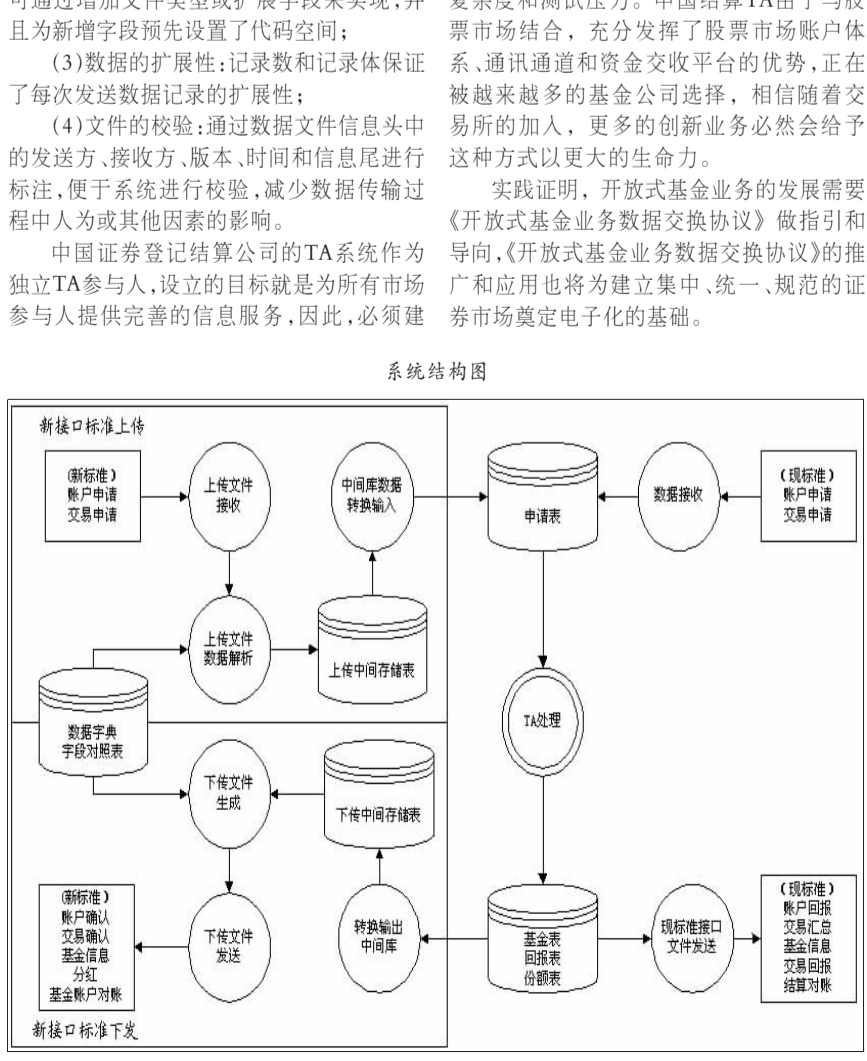 可通过增加文件类型或扩展字段来实现,并
且为新增字段预先设置了代码空间;
(3)数据的扩展性:记录数和记录体保证
了每次发送数据记录的扩展性;
(4)文件的校验:通过数据文件信息头中
的发送方、接收方、版本、时间和信息尾进行
标注,便于系统进行校验,减少数据传输过
程中人为或其他因素的影响。
中国证券登记结算公司的TA系统作为
独立TA参与人,设立的目标就是为所有市场
参与人提供完善的信息服务,因此,必须建
复杂度和测试压力。中国结算TA由于与股
票市场结合，充分发挥了股票市场账户体
系、通讯通道和资金交收平台的优势,正在
被越来越多的基金公司选择，相信随着交
易所的加入，更多的创新业务必然会给予
这种方式以更大的生命力。
实践证明，开放式基金业务的发展需要
《开放式基金业务数据交换协议》做指引和
导向,《开放式基金业务数据交换协议》的推
广和应用也将为建立集中、统一、规范的证
券市场奠定电子化的基础。
系统结构图
新接口标准上传
(新标准)
账户申请
交易申请
上传文件
接收
中间库数据
转换输入
申请表
数据接收
(现标准)
账户申请
交易申请
上传文件
数据解析
上传中间存储表
数据字典
字段对照表
TA处理
下传文件
生成
下传中间存储表
(新标准)
账户确认
交易确认
基金信息
分红
基金账户对账
下传文件
发送
转换输出
中间库
基金表
回报表
份额表
现标准接口
文件发送
(现标准)
账户回报
交易汇总
基金信息
交易回报
结算对账
新接口标准下发